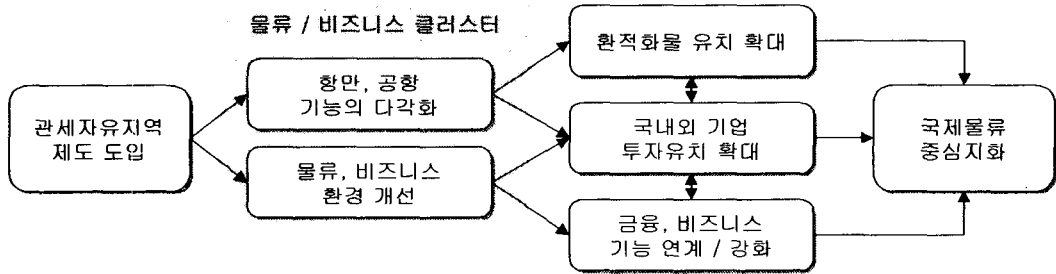 물류 / 비즈니스 클러스터
관세자유지역
제도 도입
항만, 공항
기능의 다각화
물류, 비즈니스
환경 개선
환적화물 유치 확대
국내외 기업
투자유치 확대
금융, 비즈니스
기능 연계 / 강화
국제물류
중심지화